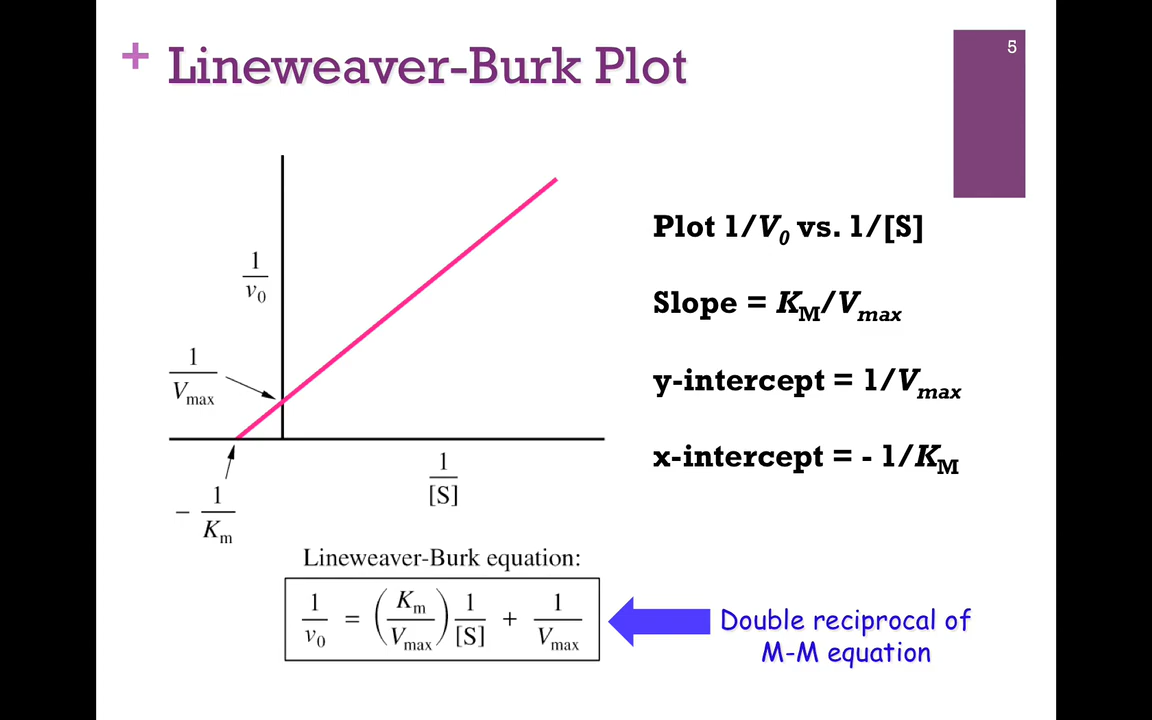 + Lineweaver-Burk Plot
5
1/v₀
1/Vmax
Plot 1/V₀ vs. 1/[S]
Slope = KM/Vmax
y-intercept = 1/Vmax
x-intercept = - 1/KM
1/[S]
− 1/Km
Lineweaver-Burk equation:
1/v₀ = (Km/Vmax) 1/[S] + 1/Vmax
Double reciprocal of
M-M equation